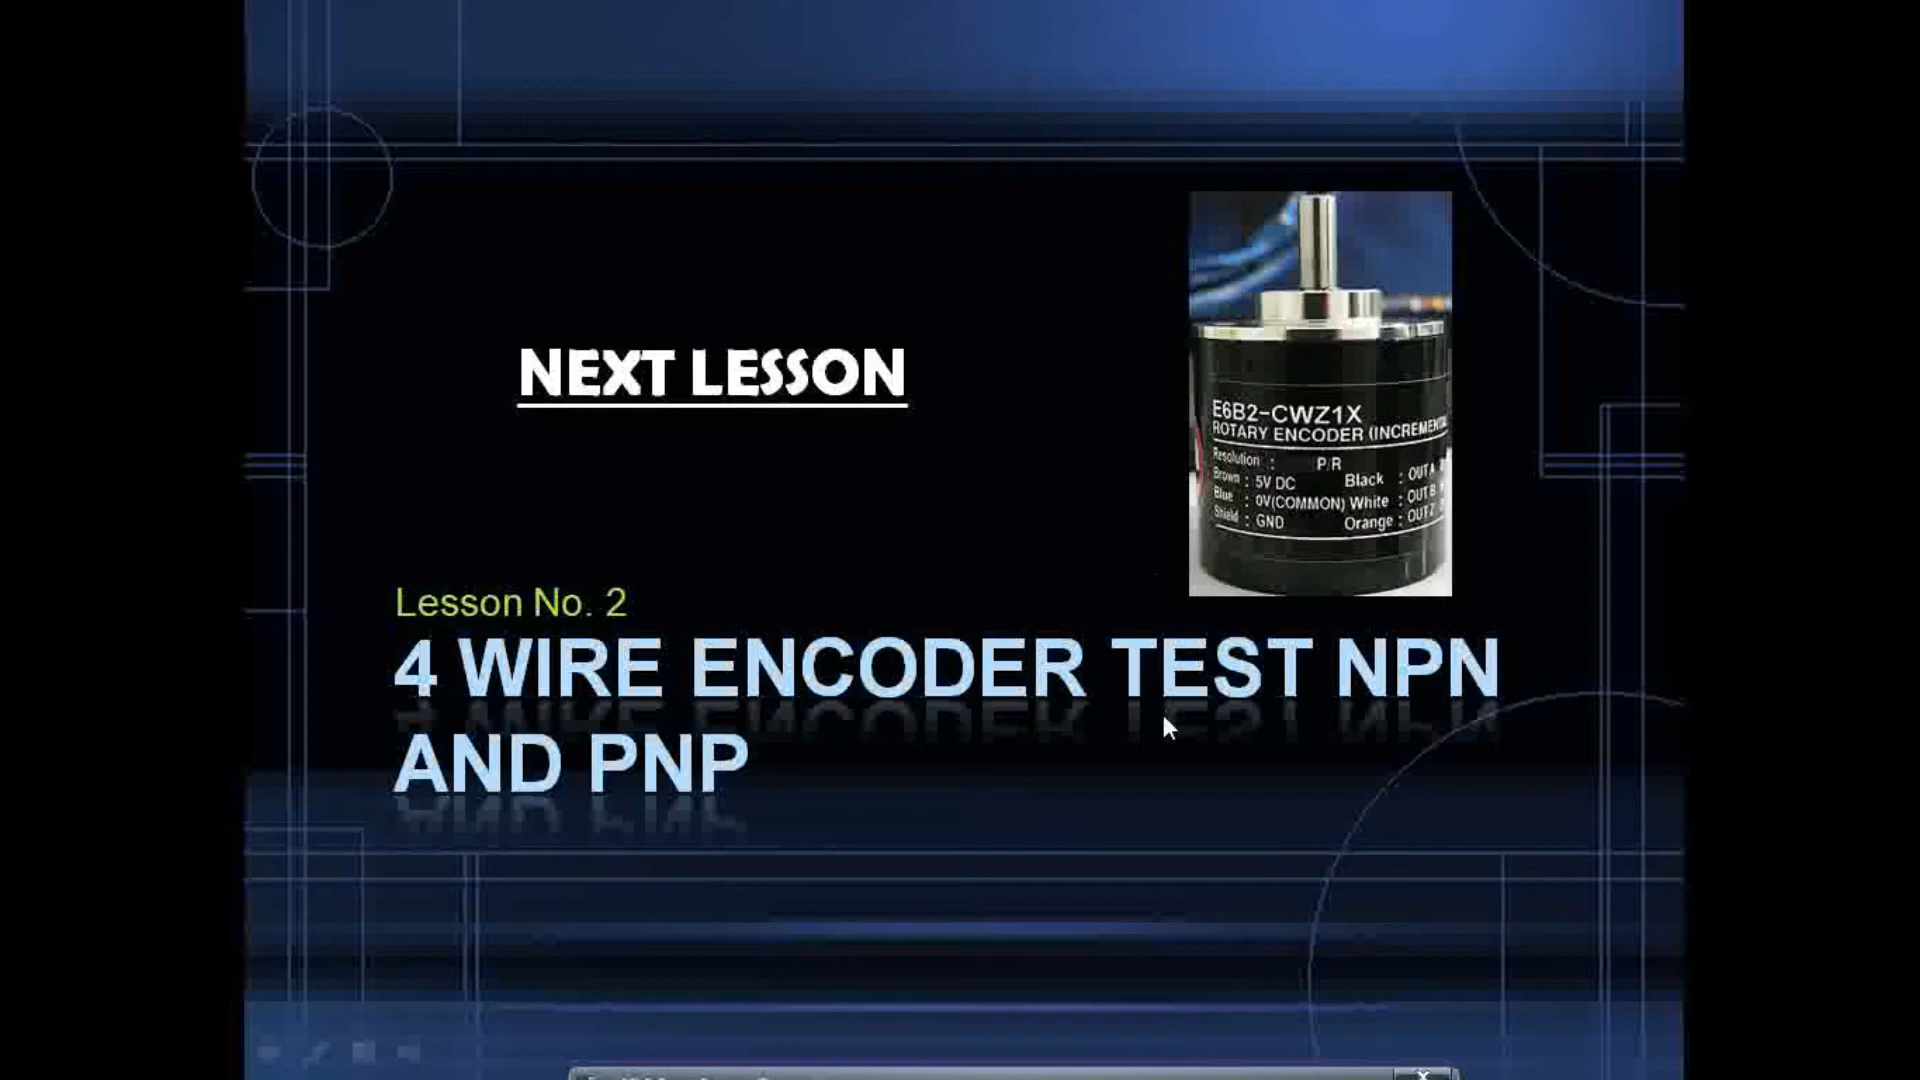 NEXT LESSON
E6B2-CWZ1X
ROTARY ENCODER (INCREMENTA
Resolution : P/R
Brown : 5V DC Black : OUT A
Blue : 0V(COMMON) White : OUT B
Shield : GND Orange : OUT Z
Lesson No. 2
4 WIRE ENCODER TEST NPN
AND PNP